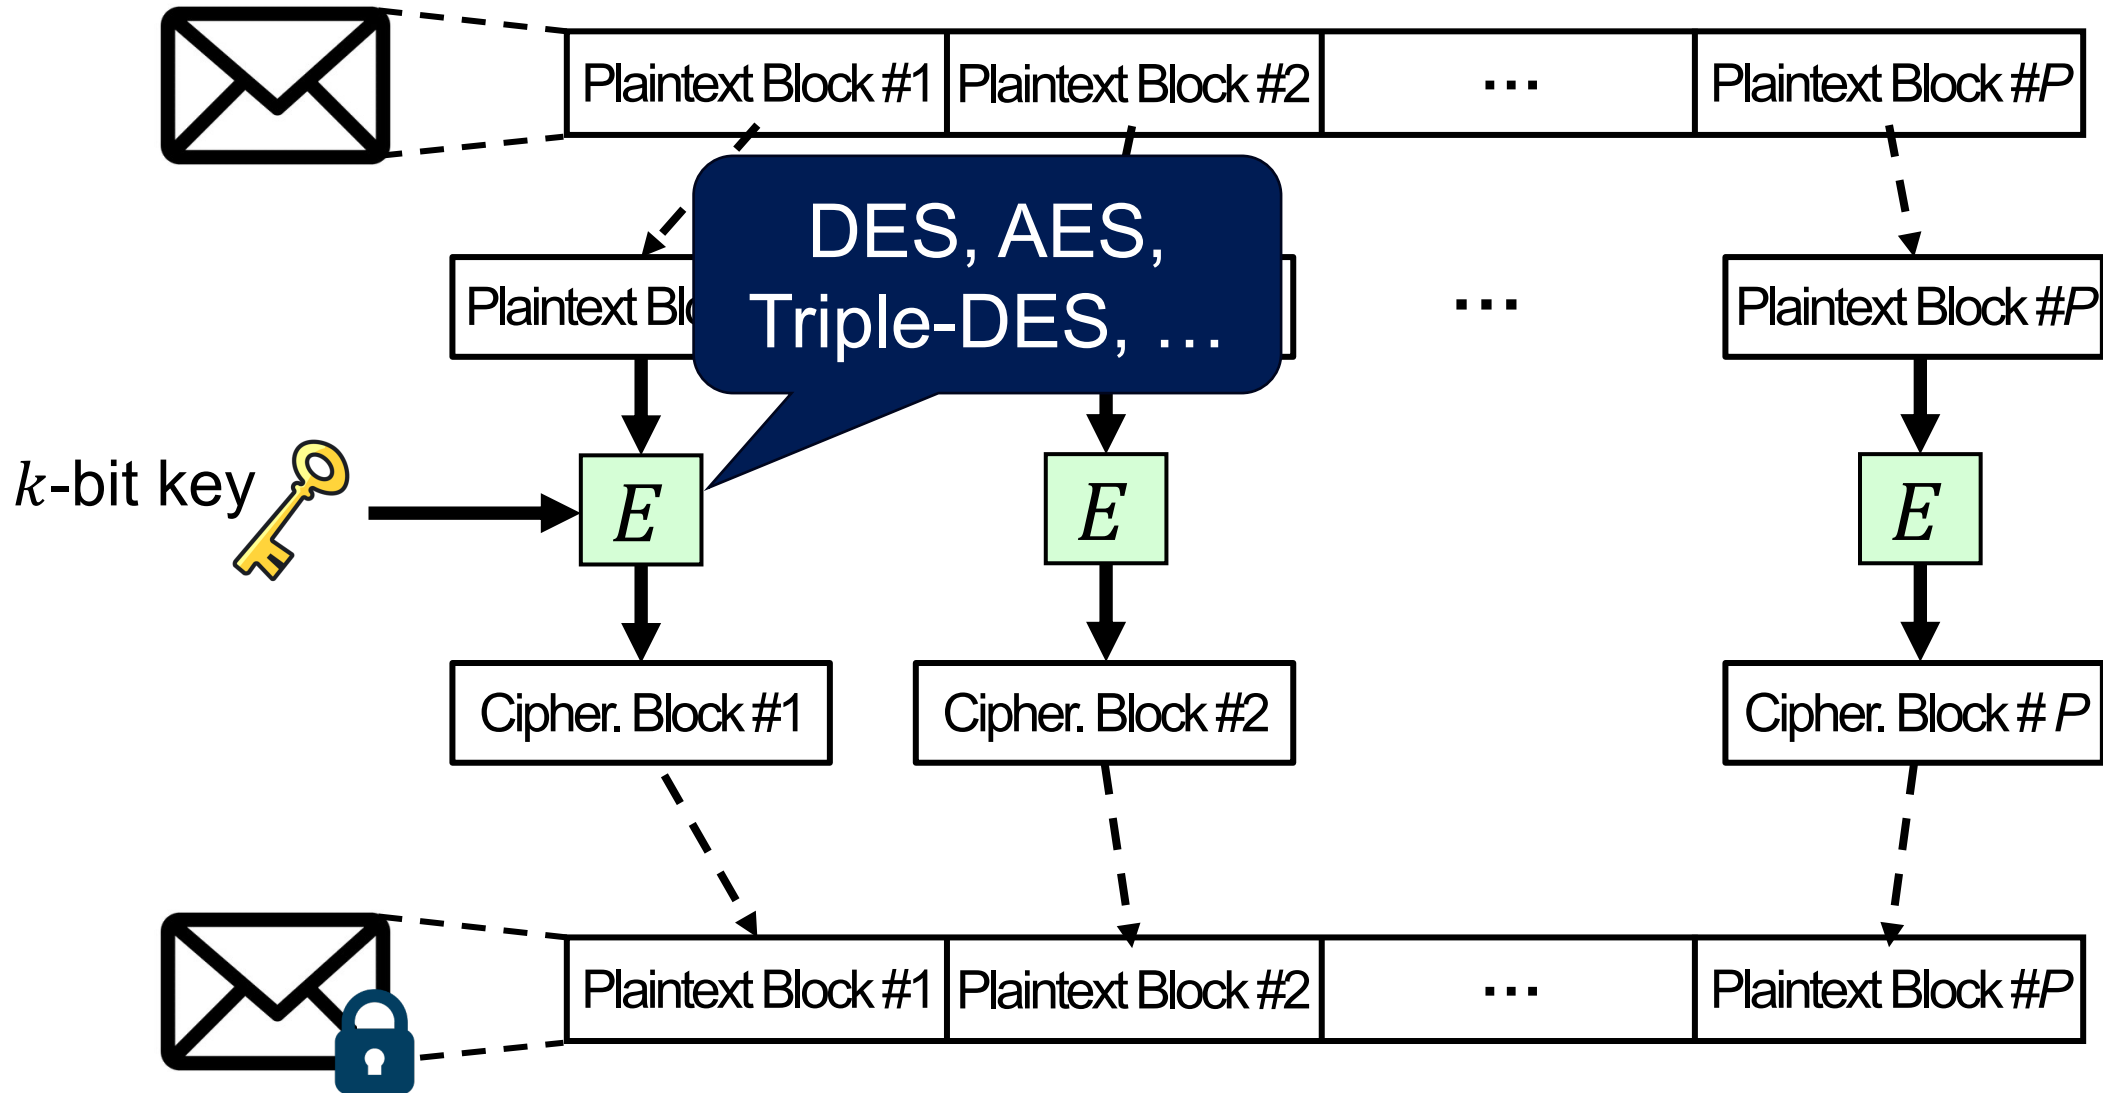 Plaintext Block #1 Plaintext Block #2 ... Plaintext Block #P
DES, AES,
Triple-DES, …
Plaintext ... Plaintext Block #P
k-bit key
E E E
Cipher. Block #1 Cipher. Block #2 Cipher. Block # P
Plaintext Block #1 Plaintext Block #2 ... Plaintext Block #P